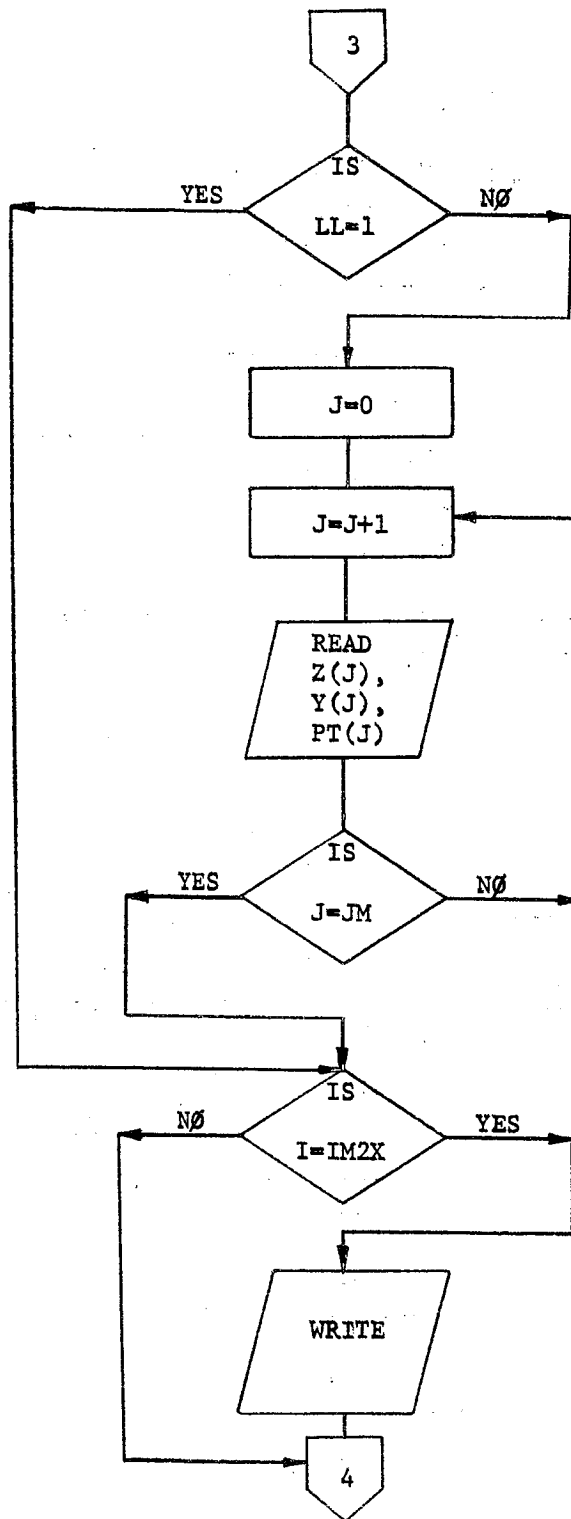 3
IS
YES
NØ
LL=1
J=0
J=J+1
READ
Z(J),
Y(J),
PT(J)
IS
YES
NØ
J=JM
IS
NØ
YES
I=IM2X
WRITE
4